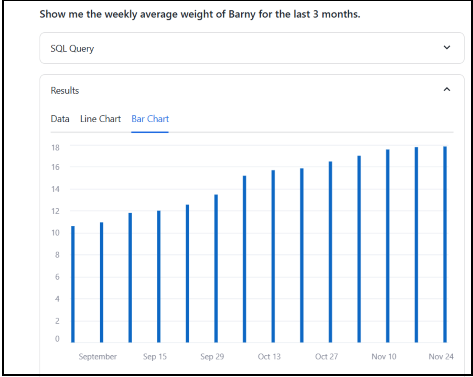 Show me the weekly average weight of Barny for the last 3 months.
SQL Query
Results
Data Line Chart Bar Chart
18
16
14
12
10
8
6
4
2
0
September Sep 15 Sep 29 Oct 13 Oct 27 Nov 10 Nov 24